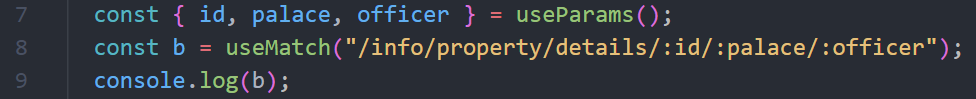 7 const { id, palace, officer } = useParams();
8 const b = useMatch("/info/property/details/:id/:palace/:officer");
9 console.log(b);